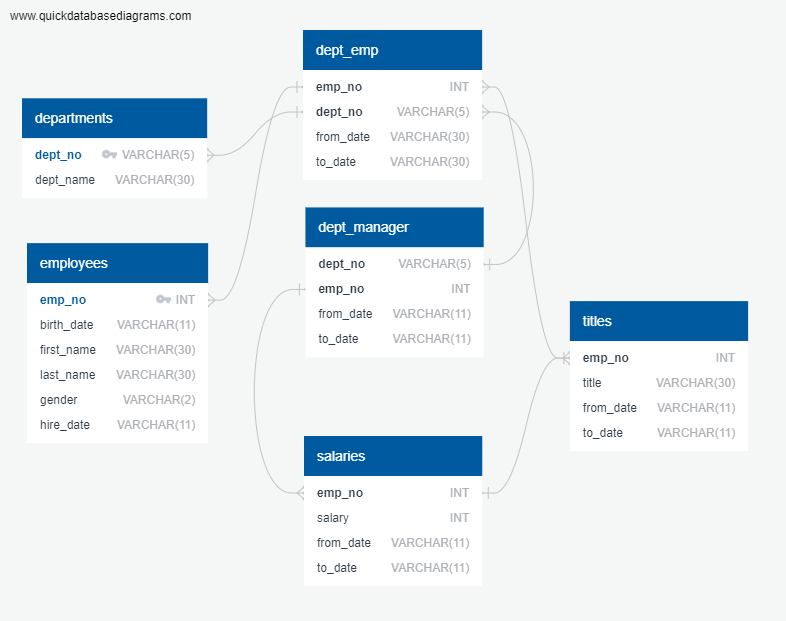 www.quickdatabasediagrams.com
dept_emp
emp_no INT
dept_no VARCHAR(5)
from_date VARCHAR(30)
to_date VARCHAR(30)
departments
dept_no VARCHAR(5)
dept_name VARCHAR(30)
dept_manager
dept_no VARCHAR(5)
emp_no INT
from_date VARCHAR(11)
to_date VARCHAR(11)
employees
emp_no INT
birth_date VARCHAR(11)
first_name VARCHAR(30)
last_name VARCHAR(30)
gender VARCHAR(2)
hire_date VARCHAR(11)
titles
emp_no INT
title VARCHAR(30)
from_date VARCHAR(11)
to_date VARCHAR(11)
salaries
emp_no INT
salary INT
from_date VARCHAR(11)
to_date VARCHAR(11)